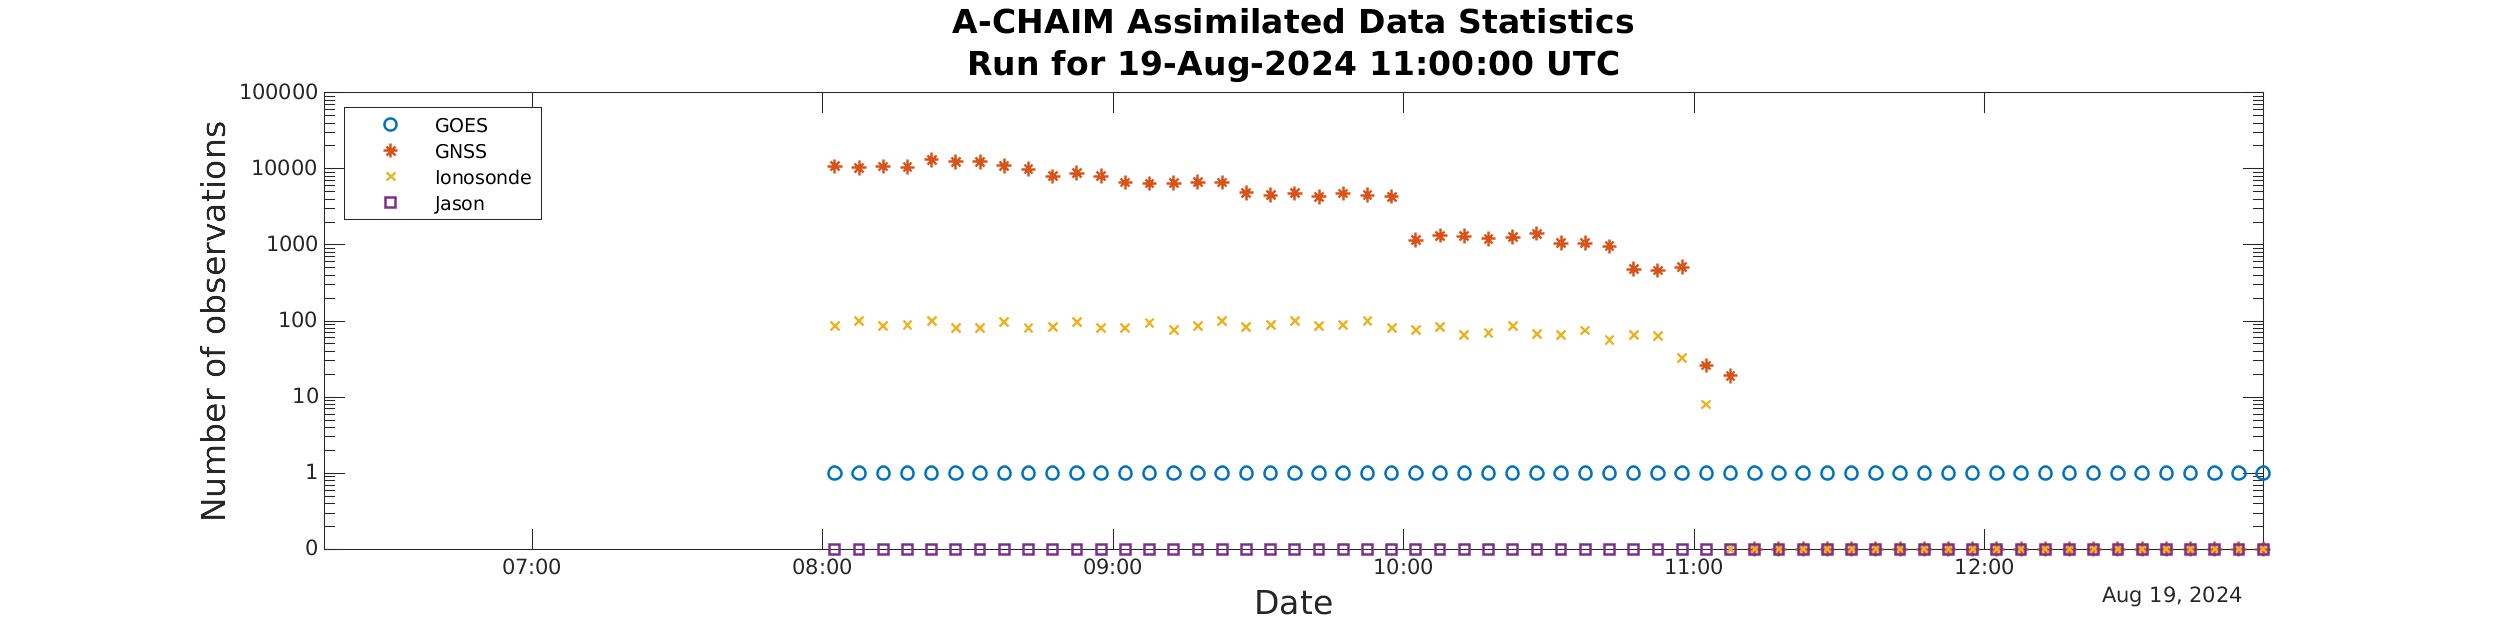 A-CHAIM Assimilated Data Statistics
Run for 19-Aug-2024 11:00:00 UTC
100000
10000
1000
100
10
1
0
Number of observations
GOES
GNSS
Ionosonde
Jason
07:00 08:00 09:00 10:00 11:00 12:00
Date
Aug 19, 2024